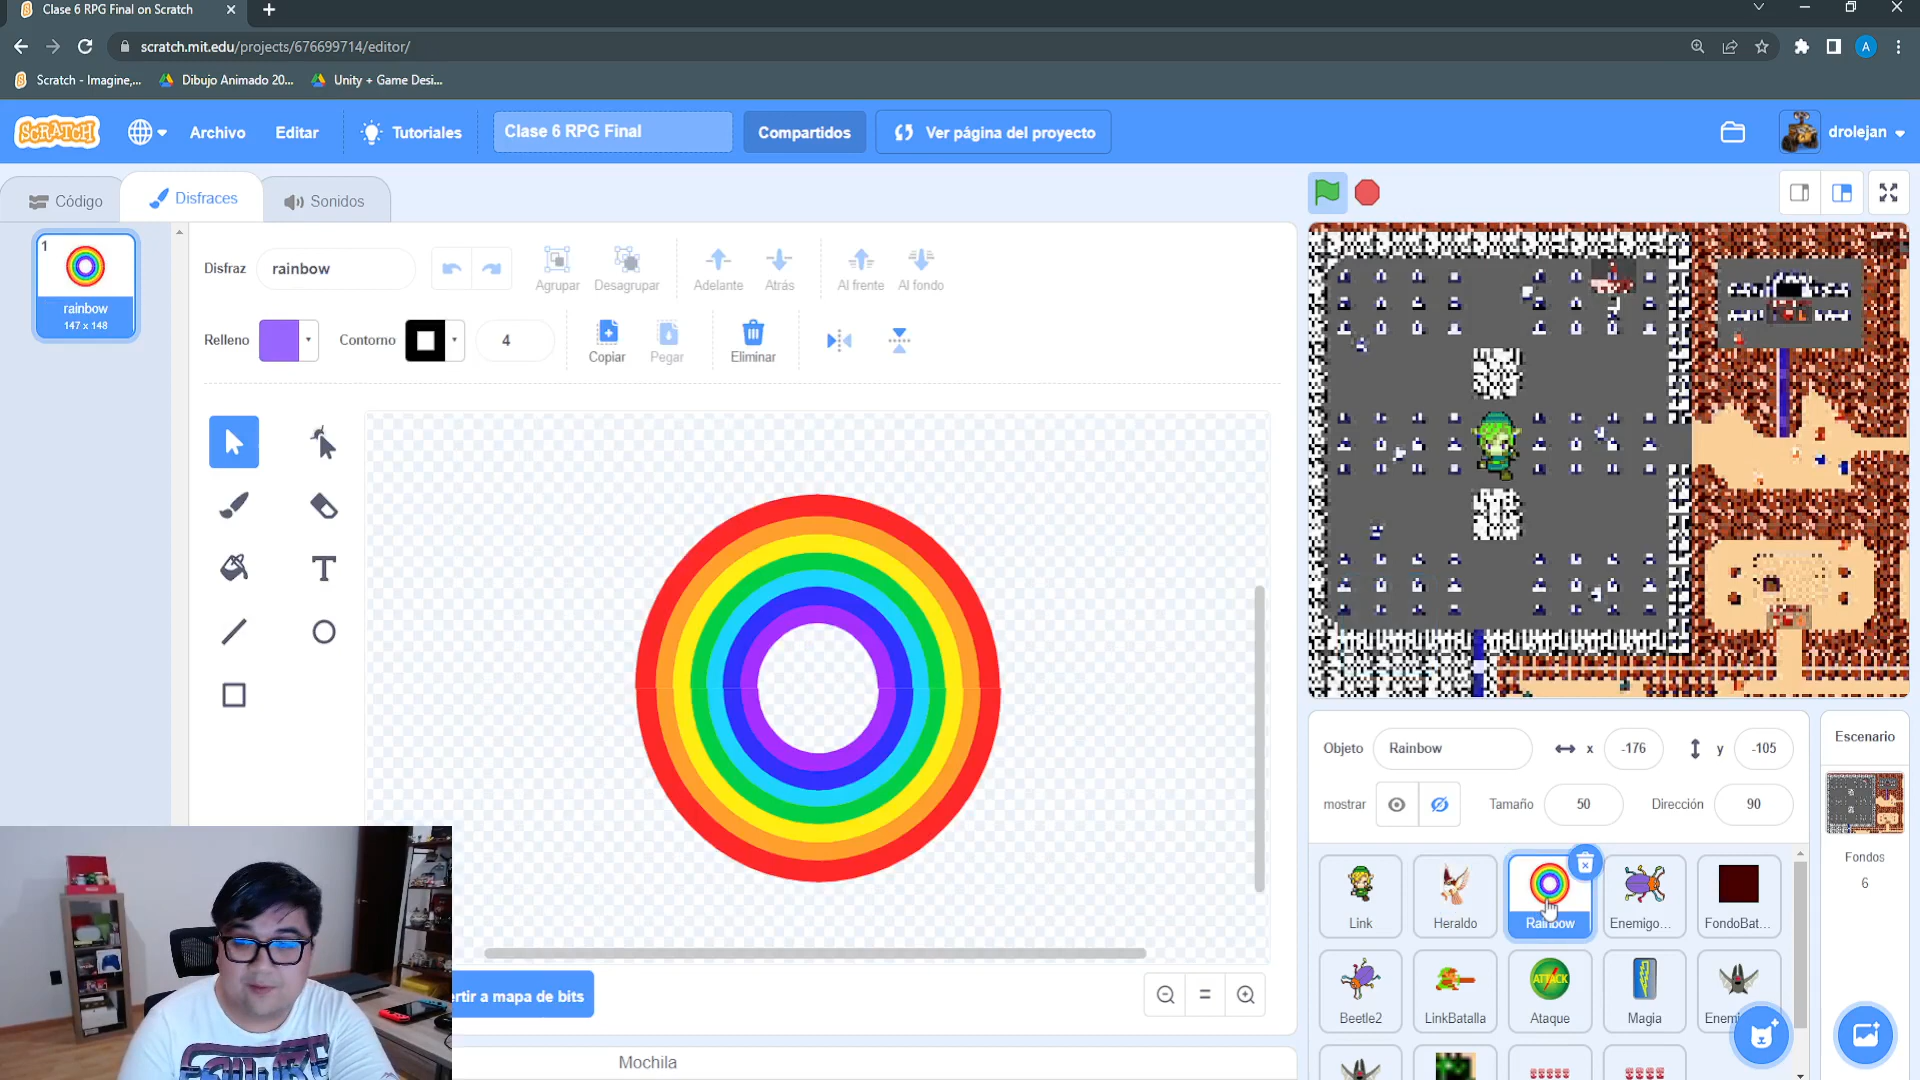 Clase 6 RPG Final on Scratch
scratch.mit.edu/projects/676699714/editor/
A
Scratch - Imagine,...
Dibujo Animado 20...
Unity + Game Desi...
SCRATCH
Archivo
Editar
Tutoriales
Clase 6 RPG Final
Compartidos
Ver página del proyecto
drolejan
Código
Disfraces
Sonidos
1
rainbow
147 x 148
Disfraz
rainbow
Agrupar
Desagrupar
Adelante
Atrás
Al frente
Al fondo
Relleno
Contorno
4
Copiar
Pegar
Eliminar
T
ertir a mapa de bits
Mochila
Objeto
Rainbow
x
-176
y
-105
mostrar
Tamaño
50
Dirección
90
Link
Heraldo
Rainbow
Enemigo...
FondoBat...
Beetle2
LinkBatalla
ATTACK
Ataque
Magia
Enemi
Escenario
Fondos
6